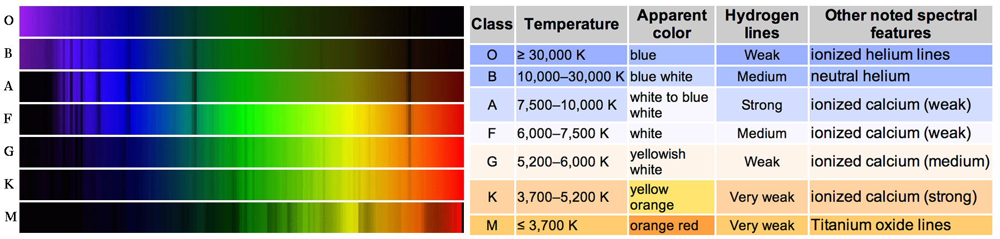 O
B
A
F
G
K
M
Class Temperature Apparent color Hydrogen lines Other noted spectral features
O ≥ 30,000 K blue Weak ionized helium lines
B 10,000–30,000 K blue white Medium neutral helium
A 7,500–10,000 K white to blue white Strong ionized calcium (weak)
F 6,000–7,500 K white Medium ionized calcium (weak)
G 5,200–6,000 K yellowish white Weak ionized calcium (medium)
K 3,700–5,200 K yellow orange Very weak ionized calcium (strong)
M ≤ 3,700 K orange red Very weak Titanium oxide lines